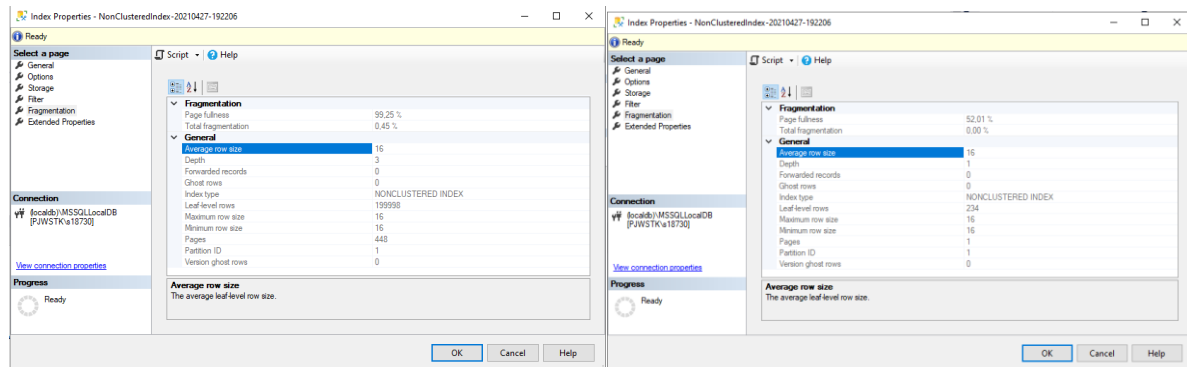 Index Properties - NonClusteredIndex-20210427-192206
Ready
Select a page
General
Options
Storage
Filter
Fragmentation
Extended Properties
Connection
(localdb)\MSSQLLocalDB
[PJWSTK\s18730]
View connection properties
Progress
Ready
Script Help
Fragmentation
Page fullness 99,25 %
Total fragmentation 0,45 %
General
Average row size 16
Depth 3
Forwarded records 0
Ghost rows 0
Index type NONCLUSTERED INDEX
Leaf-level rows 199998
Maximum row size 16
Minimum row size 16
Pages 448
Partition ID 1
Version ghost rows 0
Average row size
The average leaf-level row size.
OK Cancel Help
Index Properties - NonClusteredIndex-20210427-192206
Ready
Select a page
General
Options
Storage
Filter
Fragmentation
Extended Properties
Connection
(localdb)\MSSQLLocalDB
[PJWSTK\s18730]
View connection properties
Progress
Ready
Script Help
Fragmentation
Page fullness 52,01 %
Total fragmentation 0,00 %
General
Average row size 16
Depth 1
Forwarded records 0
Ghost rows 0
Index type NONCLUSTERED INDEX
Leaf-level rows 234
Maximum row size 16
Minimum row size 16
Pages 1
Partition ID 1
Version ghost rows 0
Average row size
The average leaf-level row size.
OK Cancel Help